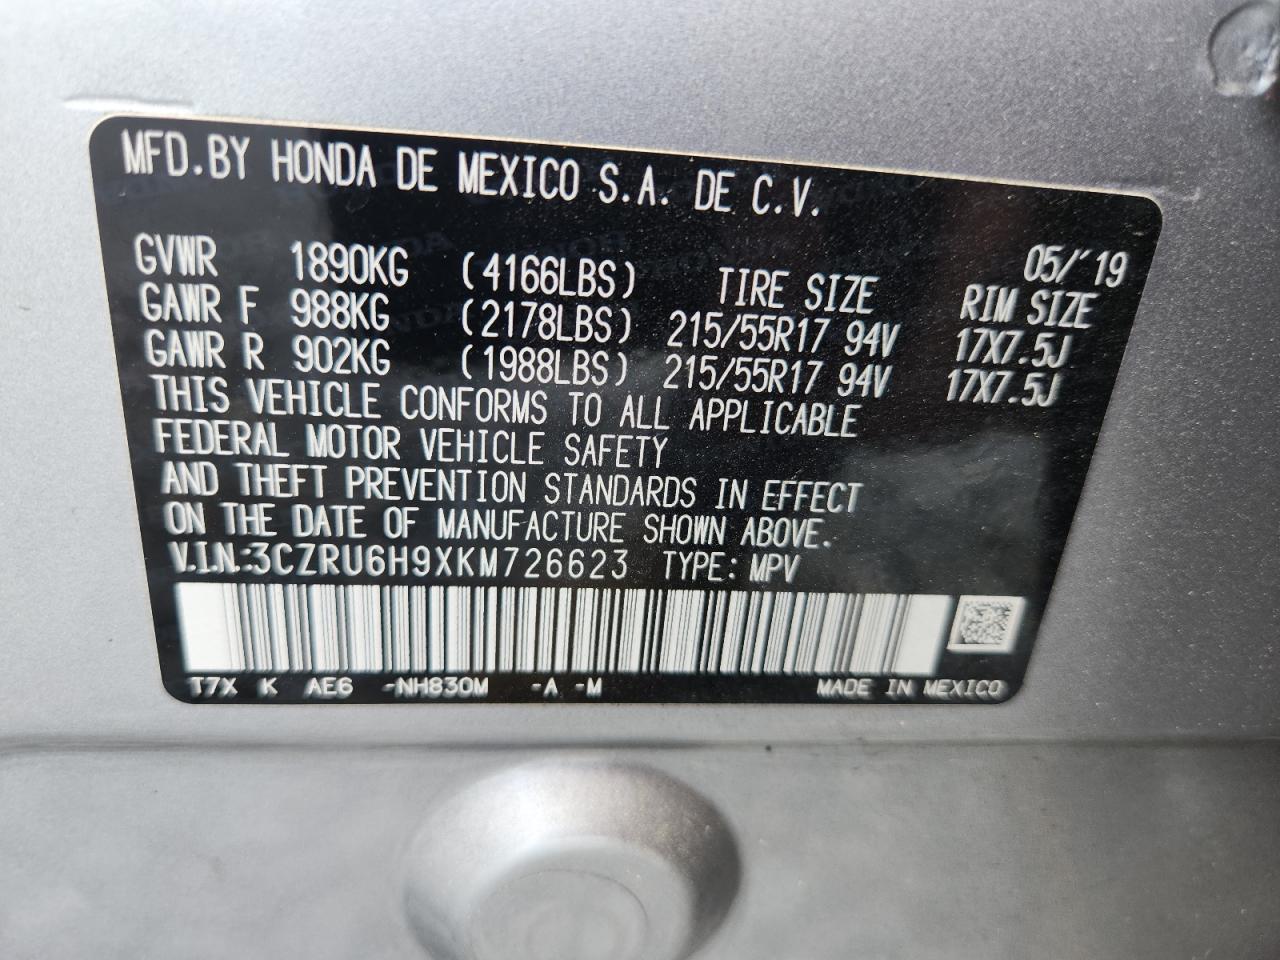 MFD.BY HONDA DE MEXICO S.A. DE C.V.
05/'19
GVWR 1890KG (4166LBS) TIRE SIZE RIM SIZE
GAWR F 988KG (2178LBS) 215/55R17 94V 17X7.5J
GAWR R 902KG (1988LBS) 215/55R17 94V 17X7.5J
THIS VEHICLE CONFORMS TO ALL APPLICABLE
FEDERAL MOTOR VEHICLE SAFETY
AND THEFT PREVENTION STANDARDS IN EFFECT
ON THE DATE OF MANUFACTURE SHOWN ABOVE.
V.I.N.:3CZRU6H9XKM726623 TYPE: MPV
T7X K AE6 -NH830M -A -M MADE IN MEXICO